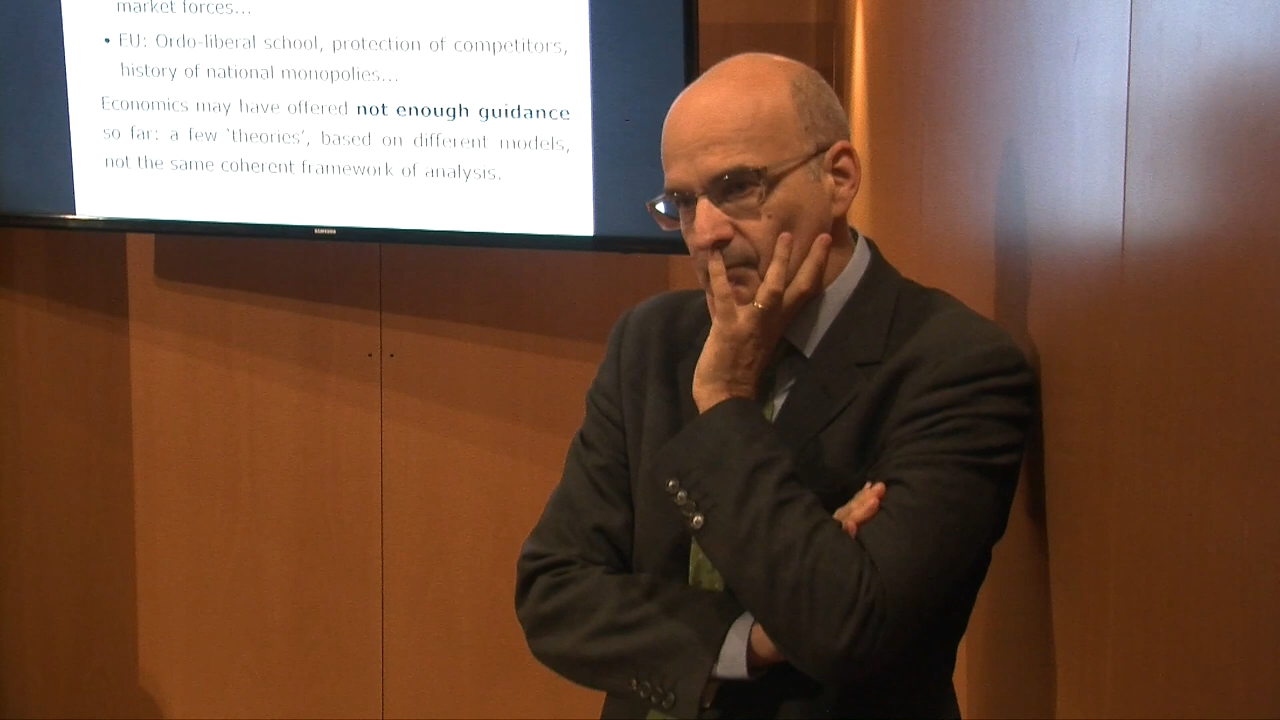 market forces...
• EU: Ordo-liberal school, protection of competitors,
history of national monopolies...
Economics may have offered not enough guidance
so far: a few 'theories', based on different models,
not the same coherent framework of analysis.
SAMSUNG